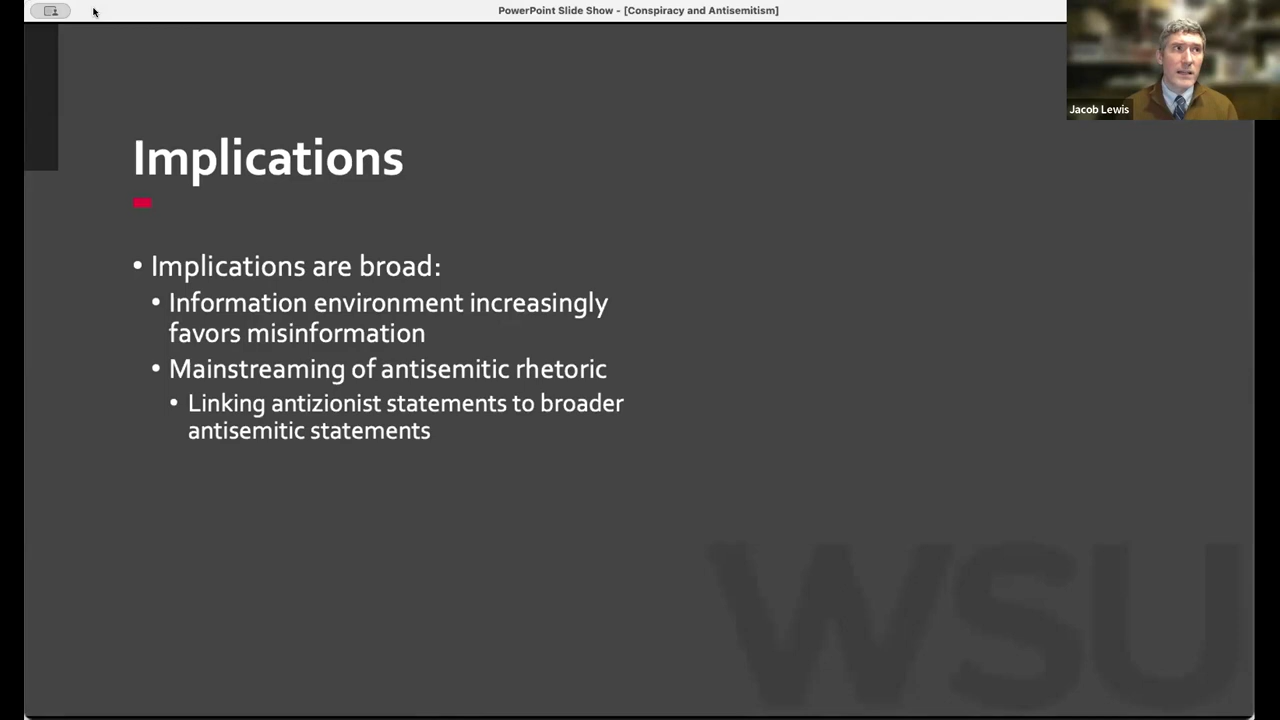 PowerPoint Slide Show - [Conspiracy and Antisemitism]
Jacob Lewis
Implications
• Implications are broad:
• Information environment increasingly
favors misinformation
• Mainstreaming of antisemitic rhetoric
• Linking antizionist statements to broader
antisemitic statements
WSU